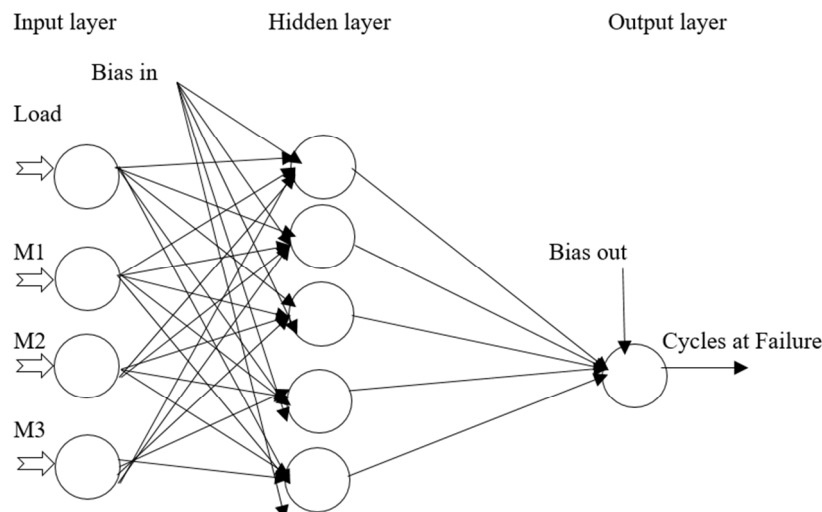 Input layer
Hidden layer
Output layer
Bias in
Load
M1
Bias out
M2
Cycles at Failure
M3